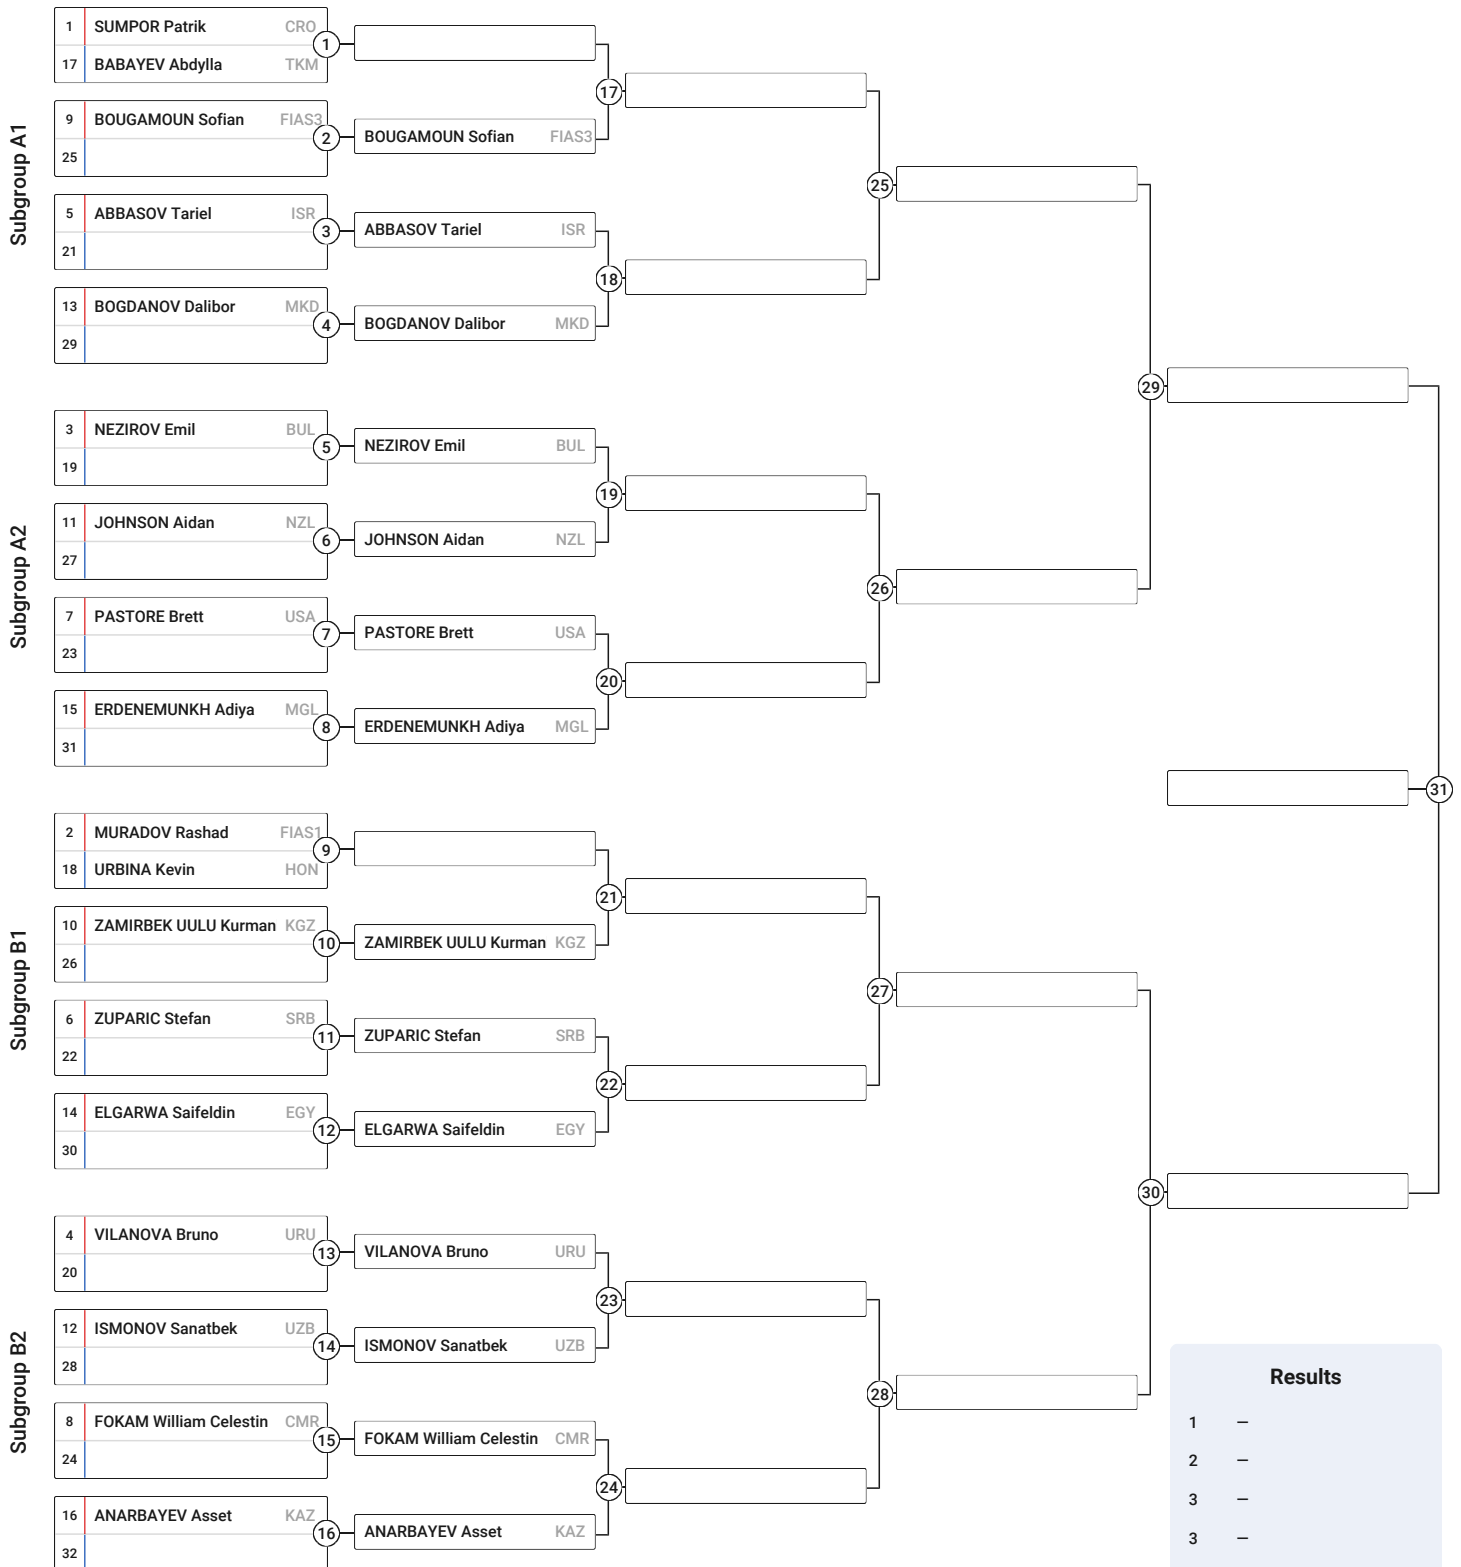 Subgroup A1
1 SUMPOR Patrik CRO
17 BABAYEV Abdylla TKM
1
9 BOUGAMOUN Sofian FIAS3
25
2
BOUGAMOUN Sofian FIAS3
17
5 ABBASOV Tariel ISR
21
3
ABBASOV Tariel ISR
13 BOGDANOV Dalibor MKD
29
4
BOGDANOV Dalibor MKD
18
25
Subgroup A2
3 NEZIROV Emil BUL
19
5
NEZIROV Emil BUL
11 JOHNSON Aidan NZL
27
6
JOHNSON Aidan NZL
19
7 PASTORE Brett USA
23
7
PASTORE Brett USA
15 ERDENEMUNKH Adiya MGL
31
8
ERDENEMUNKH Adiya MGL
20
26
29
Subgroup B1
2 MURADOV Rashad FIAS1
18 URBINA Kevin HON
9
10 ZAMIRBEK UULU Kurman KGZ
26
10
ZAMIRBEK UULU Kurman KGZ
21
6 ZUPARIC Stefan SRB
22
11
ZUPARIC Stefan SRB
14 ELGARWA Saifeldin EGY
30
12
ELGARWA Saifeldin EGY
22
27
Subgroup B2
4 VILANOVA Bruno URU
20
13
VILANOVA Bruno URU
12 ISMONOV Sanatbek UZB
28
14
ISMONOV Sanatbek UZB
23
8 FOKAM William Celestin CMR
24
15
FOKAM William Celestin CMR
16 ANARBAYEV Asset KAZ
32
16
ANARBAYEV Asset KAZ
24
28
30
31
Results
1 –
2 –
3 –
3 –